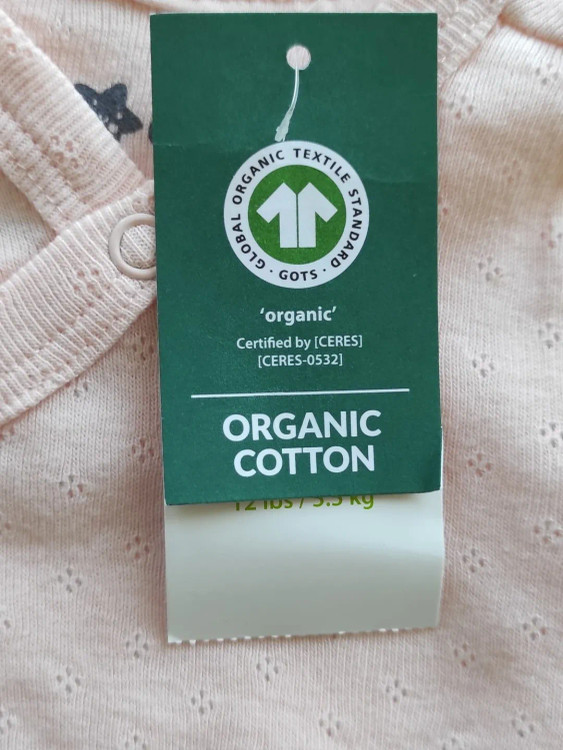 GLOBAL ORGANIC TEXTILE STANDARD · GOTS ·
‘organic’
Certified by [CERES]
[CERES-0532]
ORGANIC
COTTON
12 lbs / 5.5 kg